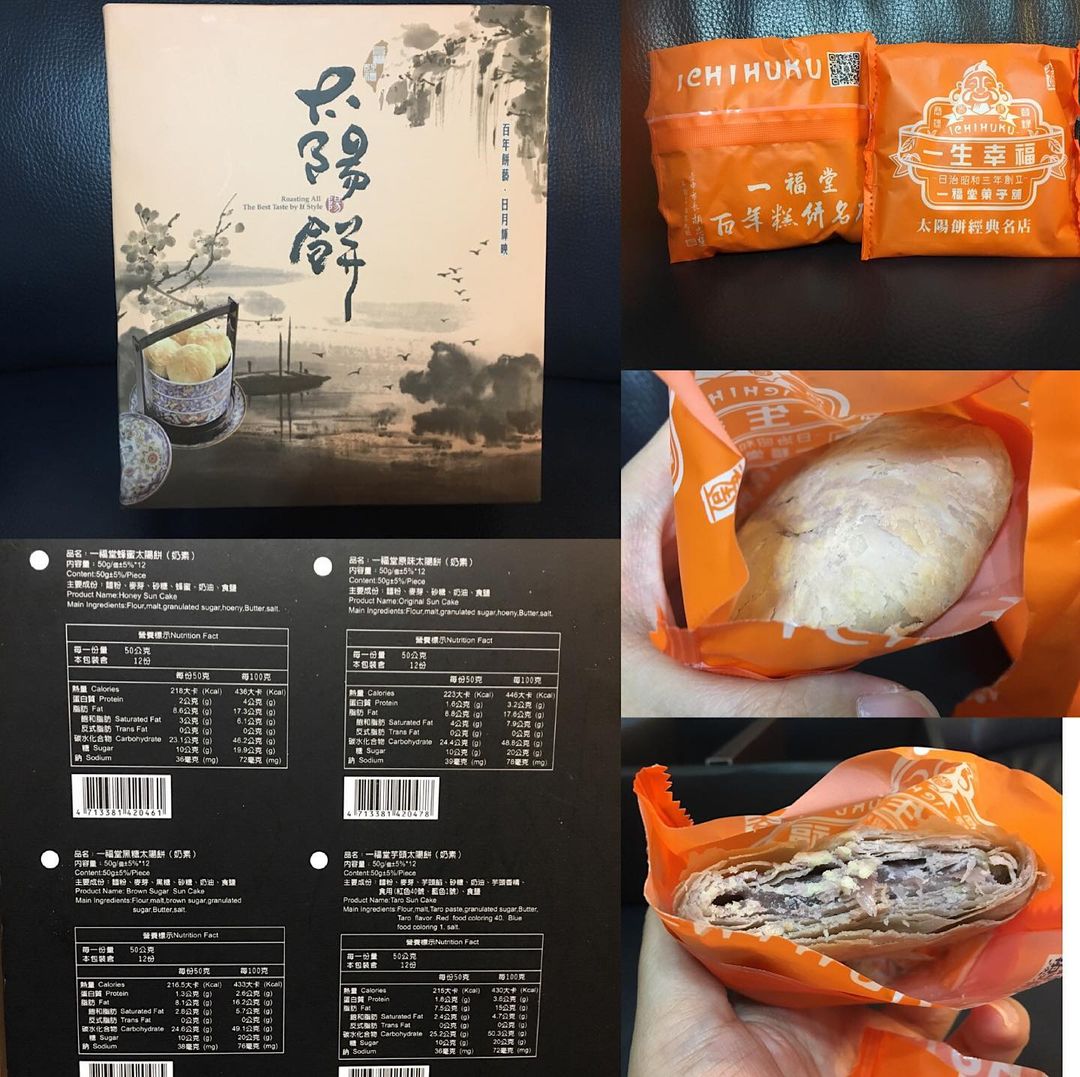 太陽餅
Roasting All
The Best Taste by If Style
百年餅藝・日月輝映
ICHIHUKU
一福堂
百年糕餅名店
ICHIHUKU
一生幸福
日治昭和三年創立
一福堂菓子舖
太陽餅經典名店
品名：一福堂蜂蜜太陽餅（奶素）
內容量：50g/個±5%*12
Content:50g±5%/Piece
主要成份：麵粉、麥芽、砂糖、蜂蜜、奶油、食鹽
Product Name:Honey Sun Cake
Main Ingredients:Flour,malt,granulated sugar,hoeny,Butter,salt.
營養標示Nutrition Fact
每一份量 50公克
本包裝含 12份
每份50克 每100克
熱量 Calories 218大卡 (Kcal) 436大卡 (Kcal)
蛋白質 Protein 2公克 (g) 4公克 (g)
脂肪 Fat 8.6公克 (g) 17.3公克 (g)
飽和脂肪 Saturated Fat 3公克 (g) 6.1公克 (g)
反式脂肪 Trans Fat 0公克 (g) 0公克 (g)
碳水化合物 Carbohydrate 23.1公克 (g) 46.2公克 (g)
糖 Sugar 10公克 (g) 19.9公克 (g)
鈉 Sodium 36毫克 (mg) 72毫克 (mg)
4 713381 420461
品名：一福堂原味太陽餅（奶素）
內容量：50g/個±5%*12
Content:50g±5%/Piece
主要成份：麵粉、麥芽、砂糖、奶油、食鹽
Product Name:Original Sun Cake
Main Ingredients:Flour,malt,granulated sugar,hoeny,Butter,salt.
營養標示Nutrition Fact
每一份量 50公克
本包裝含 12份
每份50克 每100克
熱量 Calories 223大卡 (Kcal) 446大卡 (Kcal)
蛋白質 Protein 1.6公克 (g) 3.2公克 (g)
脂肪 Fat 8.8公克 (g) 17.6公克 (g)
飽和脂肪 Saturated Fat 4公克 (g) 7.9公克 (g)
反式脂肪 Trans Fat 0公克 (g) 0公克 (g)
碳水化合物 Carbohydrate 24.4公克 (g) 48.8公克 (g)
糖 Sugar 10公克 (g) 20公克 (g)
鈉 Sodium 39毫克 (mg) 78毫克 (mg)
4 713381 420478
品名：一福堂黑糖太陽餅（奶素）
內容量：50g/個±5%*12
Content:50g±5%/Piece
主要成份：麵粉、麥芽、黑糖、砂糖、奶油、食鹽
Product Name: Brown Sugar Sun Cake
Main Ingredients:Flour,malt,brown sugar,granulated
sugar,Butter,salt.
營養標示Nutrition Fact
每一份量 50公克
本包裝含 12份
每份50克 每100克
熱量 Calories 216.5大卡 (Kcal) 433大卡 (Kcal)
蛋白質 Protein 1.3公克 (g) 2.6公克 (g)
脂肪 Fat 8.1公克 (g) 16.2公克 (g)
飽和脂肪 Saturated Fat 2.8公克 (g) 5.7公克 (g)
反式脂肪 Trans Fat 0公克 (g) 0公克 (g)
碳水化合物 Carbohydrate 24.6公克 (g) 49.1公克 (g)
糖 Sugar 10公克 (g) 20公克 (g)
鈉 Sodium 38毫克 (mg) 76毫克 (mg)
品名：一福堂芋頭太陽餅（奶素）
內容量：50g/個±5%*12
Content:50g±5%/Piece
主要成份：麵粉、麥芽、芋頭餡、砂糖、奶油、芋頭香精、
食用(紅色40號、藍色1號)、食鹽
Product Name:Taro Sun Cake
Main Ingredients:Flour,malt,Taro paste,granulated sugar,Butter,
Taro flavor Red food coloring 40. Blue
food coloring 1. salt.
營養標示Nutrition Fact
每一份量 50公克
本包裝含 12份
每份50克 每100克
熱量 Calories 215大卡 (Kcal) 430大卡 (Kcal)
蛋白質 Protein 1.8公克 (g) 3.6公克 (g)
脂肪 Fat 7.5公克 (g) 15公克 (g)
飽和脂肪 Saturated Fat 2.4公克 (g) 4.7公克 (g)
反式脂肪 Trans Fat 0公克 (g) 0公克 (g)
碳水化合物 Carbohydrate 25.2公克 (g) 50.3公克 (g)
糖 Sugar 10公克 (g) 20公克 (g)
鈉 Sodium 36毫克 (mg) 72毫克 (mg)